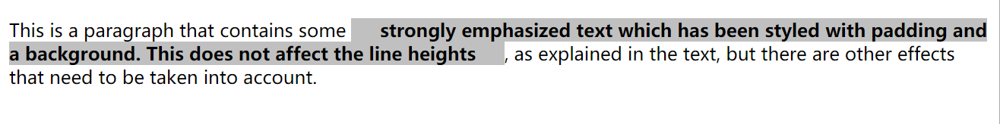 This is a paragraph that contains some strongly emphasized text which has been styled with padding and
a background. This does not affect the line heights , as explained in the text, but there are other effects
that need to be taken into account.